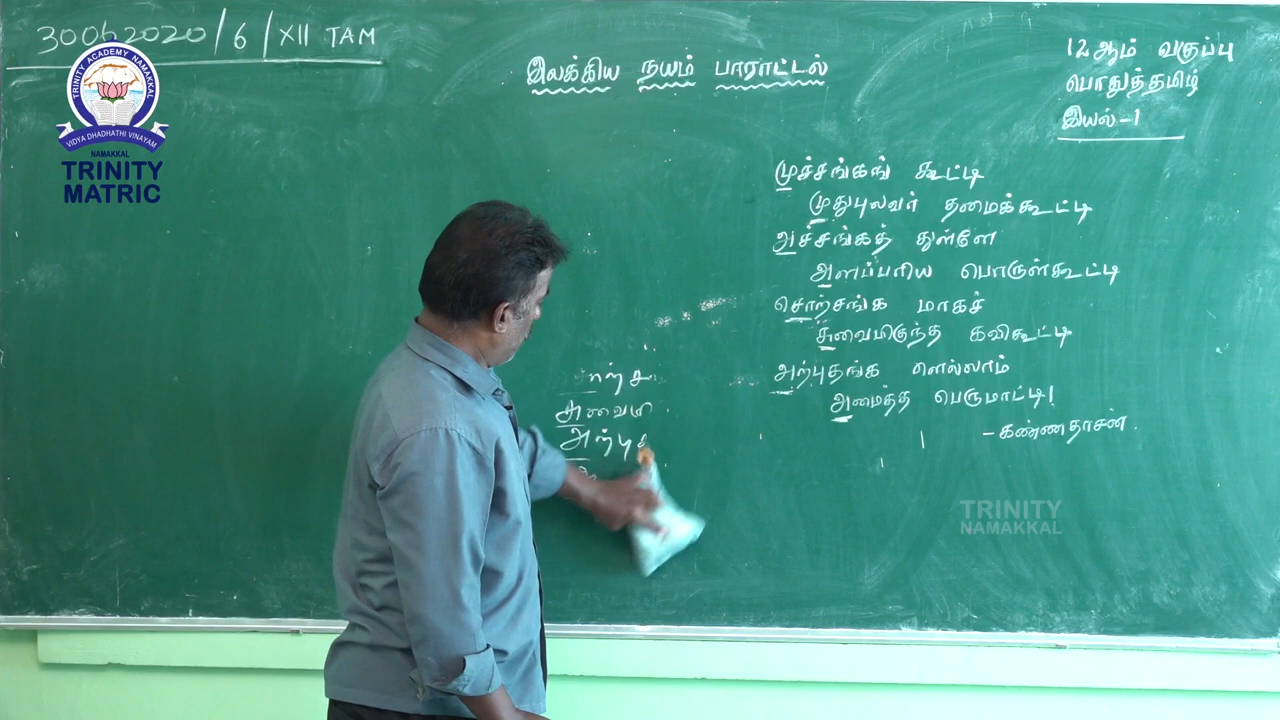 30062020/6/XII TAM
TRINITY ACADEMY NAMAKKAL
VIDYA DHADHATHI VINAYAM
NAMAKKAL
TRINITY
MATRIC
இலக்கிய நயம் பாராட்டல்
12ஆம் வகுப்பு
பொதுத்தமிழ்
இயல்-1
முச்சங்கங் கூட்டி
முதுபுலவர் தமைக்கூட்டி
அச்சங்கத் துள்ளே
அளப்பரிய பொருள்கூட்டி
சொற்சங்க மாகச்
சுவைமிகுந்த கவிகூட்டி
அற்புதங்க ளெல்லாம்
அமைத்த பெருமாட்டி!
-கண்ணதாசன்.
சுவைமி
அற்புத
TRINITY
NAMAKKAL